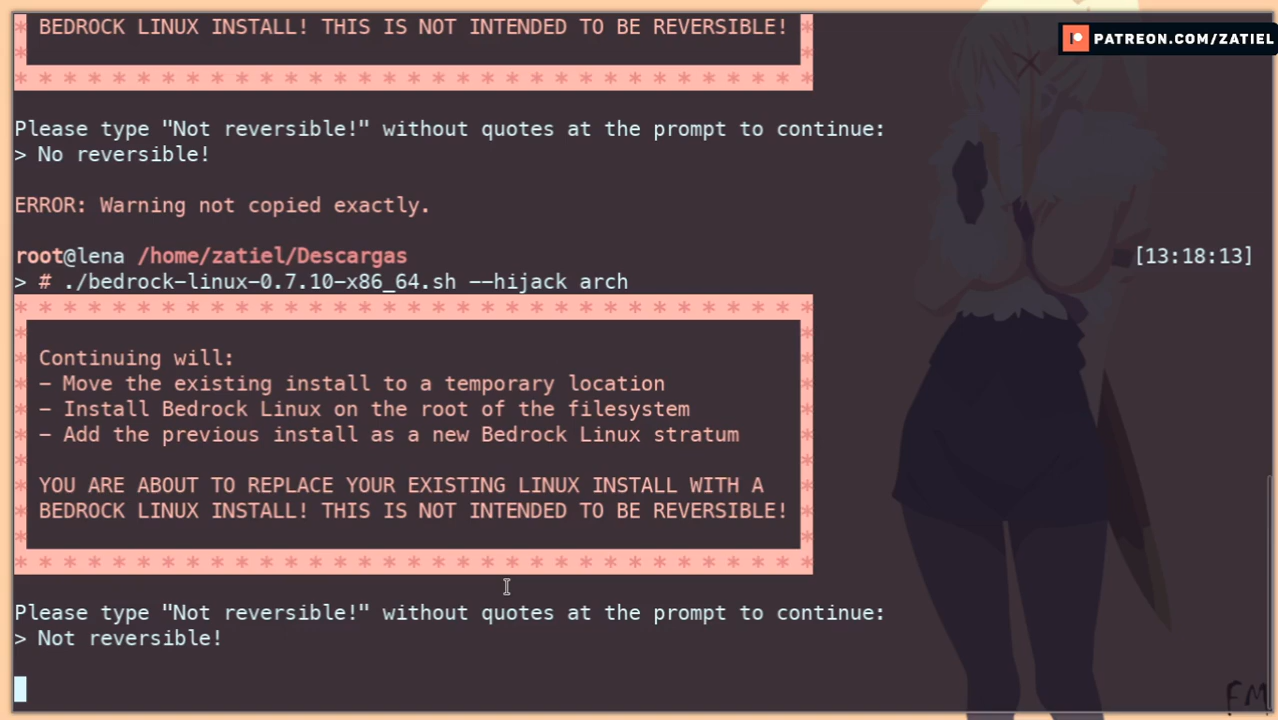 BEDROCK LINUX INSTALL! THIS IS NOT INTENDED TO BE REVERSIBLE! *
*
* * * * * * * * * * * * * * * * * * * * * * * * * * * * * * * * *
PATREON.COM/ZATIEL
Please type "Not reversible!" without quotes at the prompt to continue:
> No reversible!
ERROR: Warning not copied exactly.
root@lena /home/zatiel/Descargas [13:18:13]
> # ./bedrock-linux-0.7.10-x86_64.sh --hijack arch
Continuing will:
- Move the existing install to a temporary location
- Install Bedrock Linux on the root of the filesystem
- Add the previous install as a new Bedrock Linux stratum
YOU ARE ABOUT TO REPLACE YOUR EXISTING LINUX INSTALL WITH A
BEDROCK LINUX INSTALL! THIS IS NOT INTENDED TO BE REVERSIBLE!
Please type "Not reversible!" without quotes at the prompt to continue:
> Not reversible!
FM